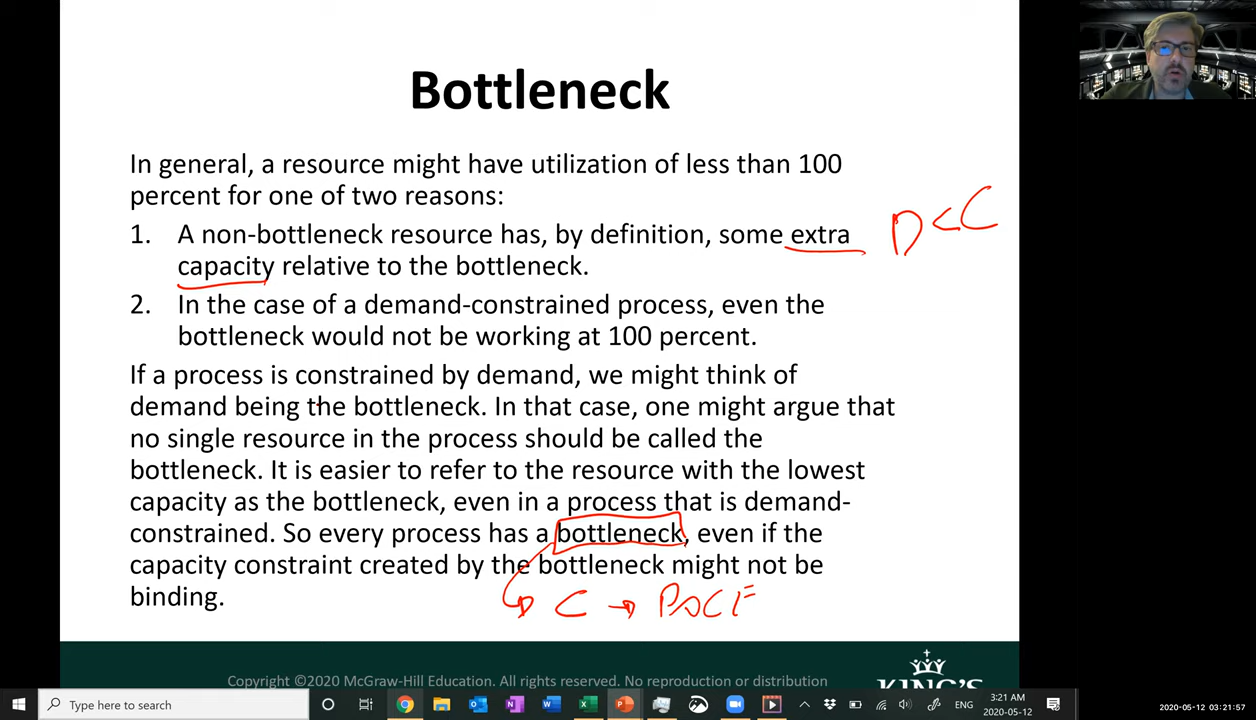 Bottleneck
In general, a resource might have utilization of less than 100
percent for one of two reasons:
1. A non-bottleneck resource has, by definition, some extra
capacity relative to the bottleneck.
D < C
2. In the case of a demand-constrained process, even the
bottleneck would not be working at 100 percent.
If a process is constrained by demand, we might think of
demand being the bottleneck. In that case, one might argue that
no single resource in the process should be called the
bottleneck. It is easier to refer to the resource with the lowest
capacity as the bottleneck, even in a process that is demand-
constrained. So every process has a bottleneck, even if the
capacity constraint created by the bottleneck might not be
binding.
C →
Copyright ©2020 McGraw-Hill Education. All rights reserved. No reproduction or distribution
KING'S
Type here to search
ENG
3:21 AM
2020-05-12
2020-05-12 03:21:57